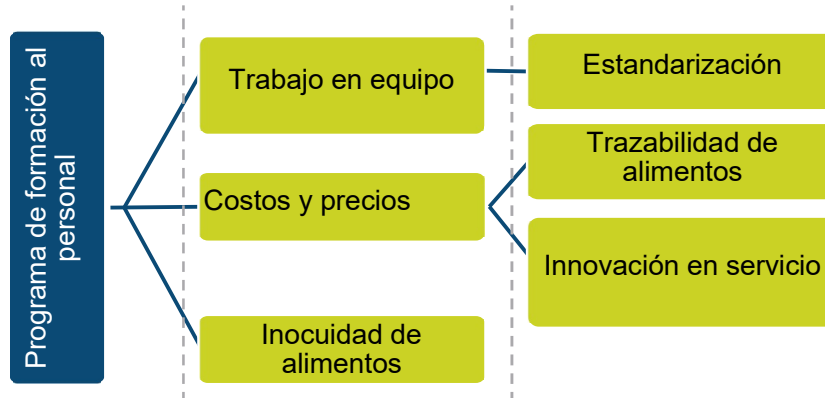 Programa de formación al
personal
Trabajo en equipo
Costos y precios
Inocuidad de
alimentos
Estandarización
Trazabilidad de
alimentos
Innovación en servicio